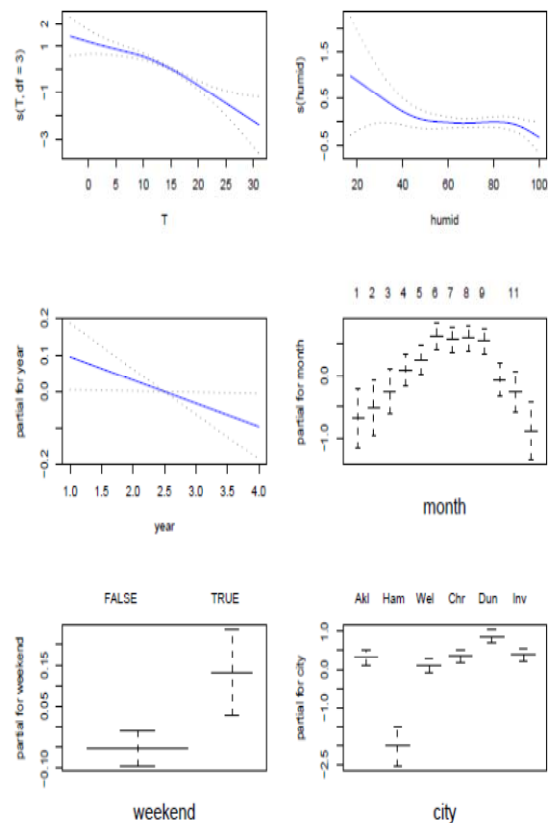 s(T, df = 3)
2
1
−1
−3
0 5 10 15 20 25 30
T
s(humid)
1.5
0.5
−0.5
20 40 60 80 100
humid
partial for year
0.2
0.1
0.0
−0.2
1.0 1.5 2.0 2.5 3.0 3.5 4.0
year
1 2 3 4 5 6 7 8 9 11
partial for month
0.0
−1.0
month
FALSE TRUE
partial for weekend
0.15
0.05
−0.10
weekend
Akl Ham Wel Chr Dun Inv
partial for city
1.0
0.0
−1.0
−2.5
city